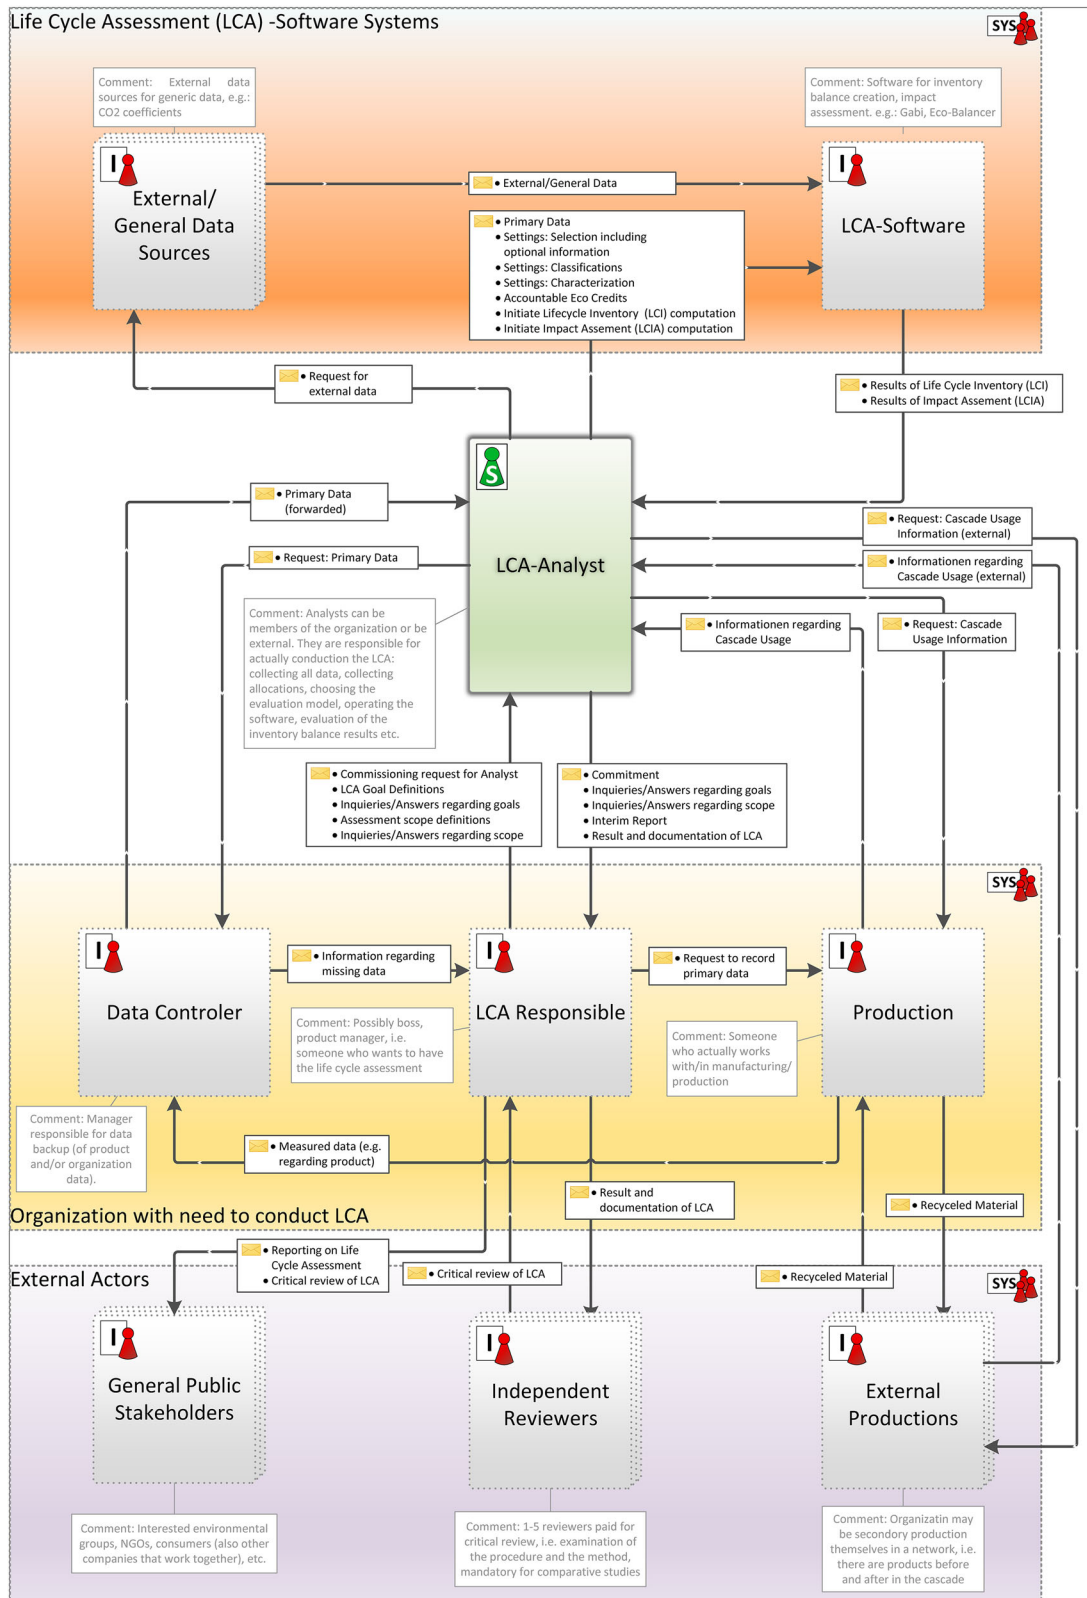 Life Cycle Assessment (LCA) -Software Systems
SYS
Comment: External data
sources for generic data, e.g.:
CO2 coefficients
Comment: Software for inventory
balance creation, impact
assessment. e.g.: Gabi, Eco-Balancer
I
External/
General Data
Sources
• External/General Data
I
LCA-Software
• Primary Data
• Settings: Selection including
optional information
• Settings: Classifications
• Settings: Characterization
• Accountable Eco Credits
• Initiate Lifecycle Inventory (LCI) computation
• Initiate Impact Assement (LCIA) computation
• Request for
external data
• Results of Life Cycle Inventory (LCI)
• Results of Impact Assement (LCIA)
S
LCA-Analyst
• Primary Data
(forwarded)
• Request: Primary Data
• Request: Cascade Usage
Information (external)
• Informationen regarding
Cascade Usage (external)
• Informationen regarding
Cascade Usage
• Request: Cascade
Usage Information
Comment: Analysts can be
members of the organization or be
external. They are responsible for
actually conduction the LCA:
collecting all data, collecting
allocations, choosing the
evaluation model, operating the
software, evaluation of the
inventory balance results etc.
• Commissioning request for Analyst
• LCA Goal Definitions
• Inquieries/Answers regarding goals
• Assessment scope definitions
• Inquieries/Answers regarding scope
• Commitment
• Inquieries/Answers regarding goals
• Inquieries/Answers regarding scope
• Interim Report
• Result and documentation of LCA
SYS
I
Data Controler
• Information regarding
missing data
I
LCA Responsible
• Request to record
primary data
I
Production
Comment: Possibly boss,
product manager, i.e.
someone who wants to have
the life cycle assessment
Comment: Someone
who actually works
with/in manufacturing/
production
Comment: Manager
responsible for data
backup (of product
and/or organization
data).
• Measured data (e.g.
regarding product)
• Result and
documentation of LCA
• Recyceled Material
Organization with need to conduct LCA
• Reporting on Life
Cycle Assessment
• Critical review of LCA
• Critical review of LCA
• Recyceled Material
External Actors
SYS
I
General Public
Stakeholders
I
Independent
Reviewers
I
External
Productions
Comment: Interested environmental
groups, NGOs, consumers (also other
companies that work together), etc.
Comment: 1-5 reviewers paid for
critical review, i.e. examination of
the procedure and the method,
mandatory for comparative studies
Comment: Organizatin may
be secondory production
themselves in a network, i.e.
there are products before
and after in the cascade